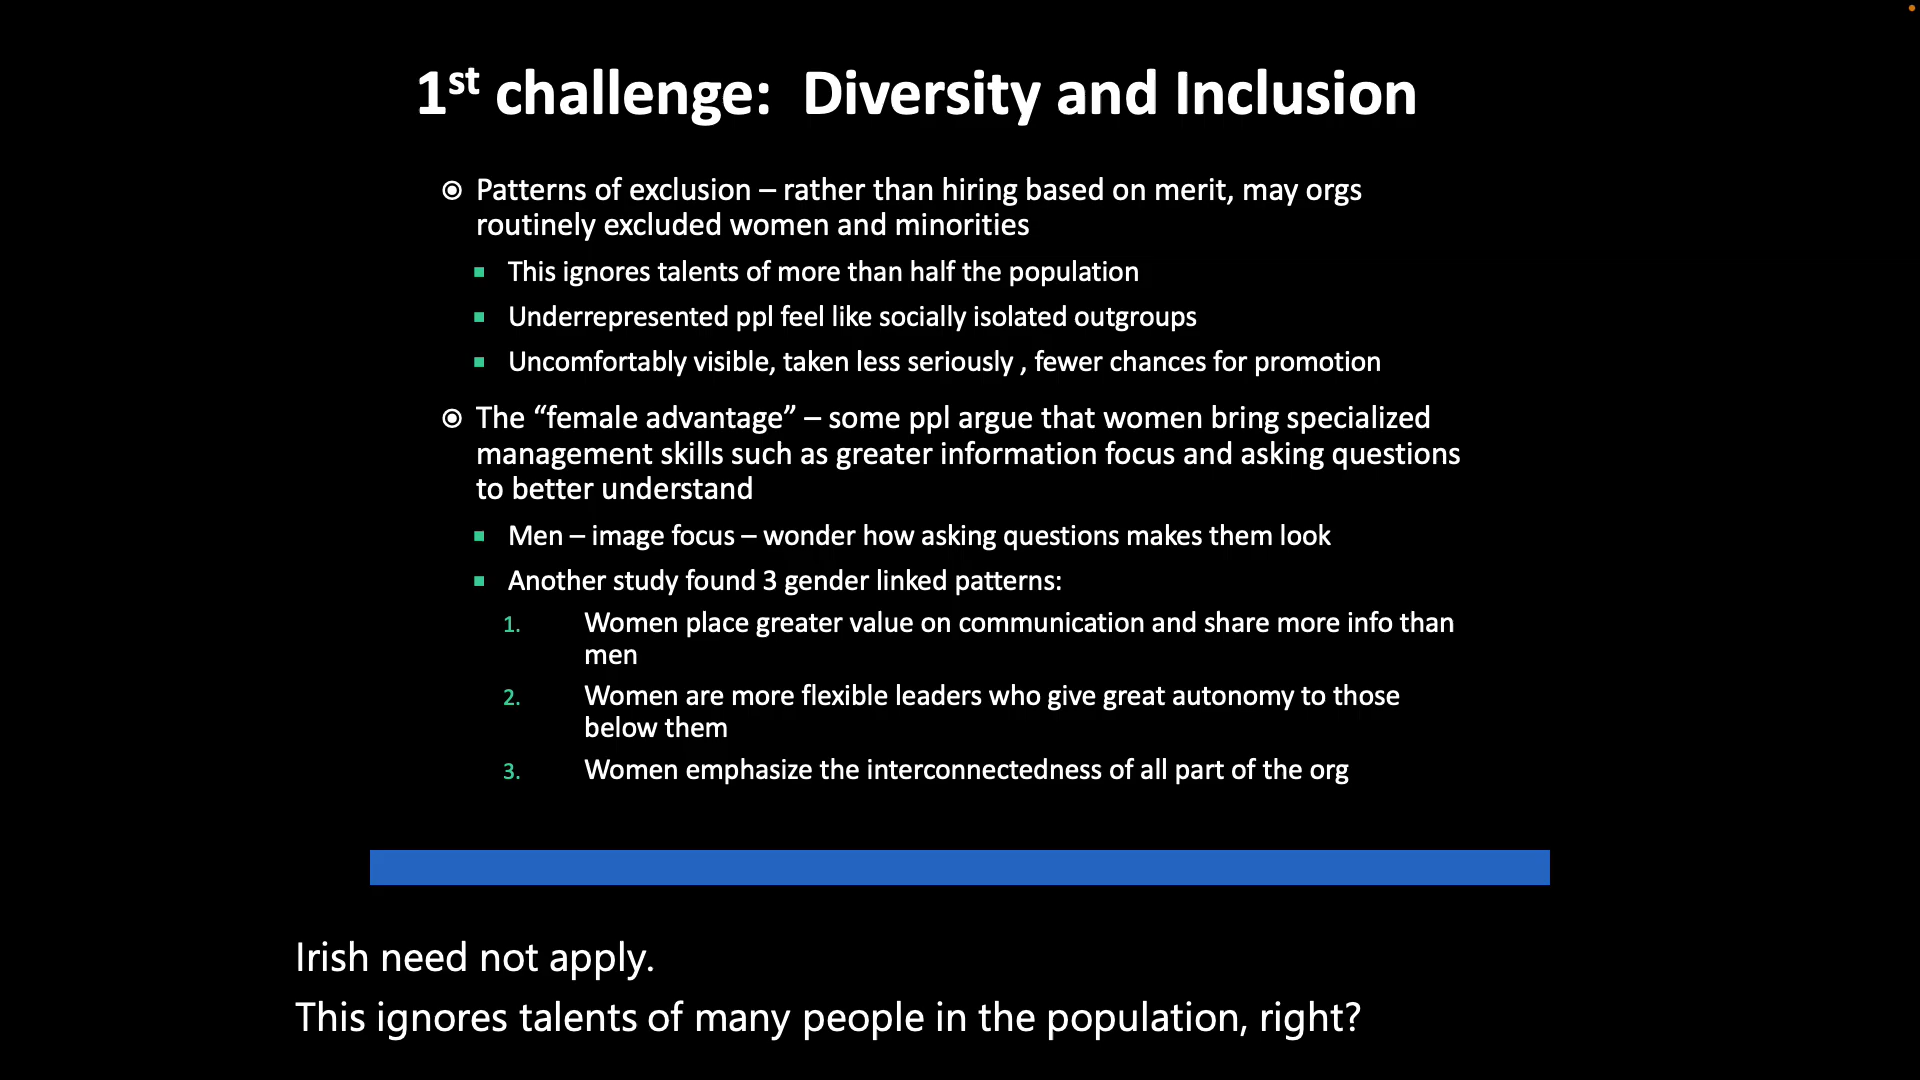 1st challenge:  Diversity and Inclusion
Patterns of exclusion – rather than hiring based on merit, may orgs
routinely excluded women and minorities
This ignores talents of more than half the population
Underrepresented ppl feel like socially isolated outgroups
Uncomfortably visible, taken less seriously , fewer chances for promotion
The “female advantage” – some ppl argue that women bring specialized
management skills such as greater information focus and asking questions
to better understand
Men – image focus – wonder how asking questions makes them look
Another study found 3 gender linked patterns:
1. Women place greater value on communication and share more info than
men
2. Women are more flexible leaders who give great autonomy to those
below them
3. Women emphasize the interconnectedness of all part of the org
Irish need not apply.
This ignores talents of many people in the population, right?